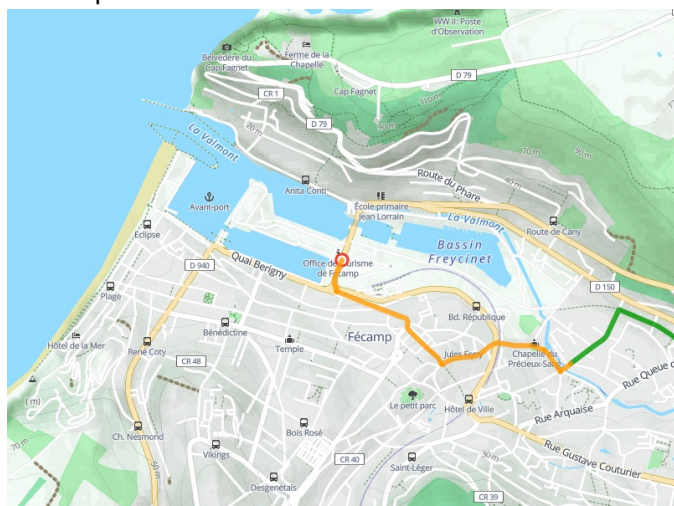 WW II: Poste
d'Observation
Belvédère du
Cap Fagnet
Ferme de la
Chapelle
Cap Fagnet
D 79
CR 1
D 79
110 m
90 m
20 m
La Valmont
70 m
90 m
40 m
Route du Phare
Anita Conti
École primaire
Jean Lorrain
Avant-port
La Valmont
Route de Cany
Eclipse
Bassin
Freycinet
Quai Berigny
Office de Tourisme
de Fécamp
D 940
D 150
Plage
Bd. République
Bénédictine
Fécamp
Hôtel de la Mer
René Coty
Temple
Jules Ferry
Chapelle du
Précieux-Sang
CR 48
Rue Queue d
( m)
Le petit parc
Hôtel de Ville
Rue Arquaise
Ch. Nesmond
Bois Rosé
70 m
Vikings
Rue Gustave Couturier
50 m
CR 40
Saint-Léger
Desgenétais
CR 39